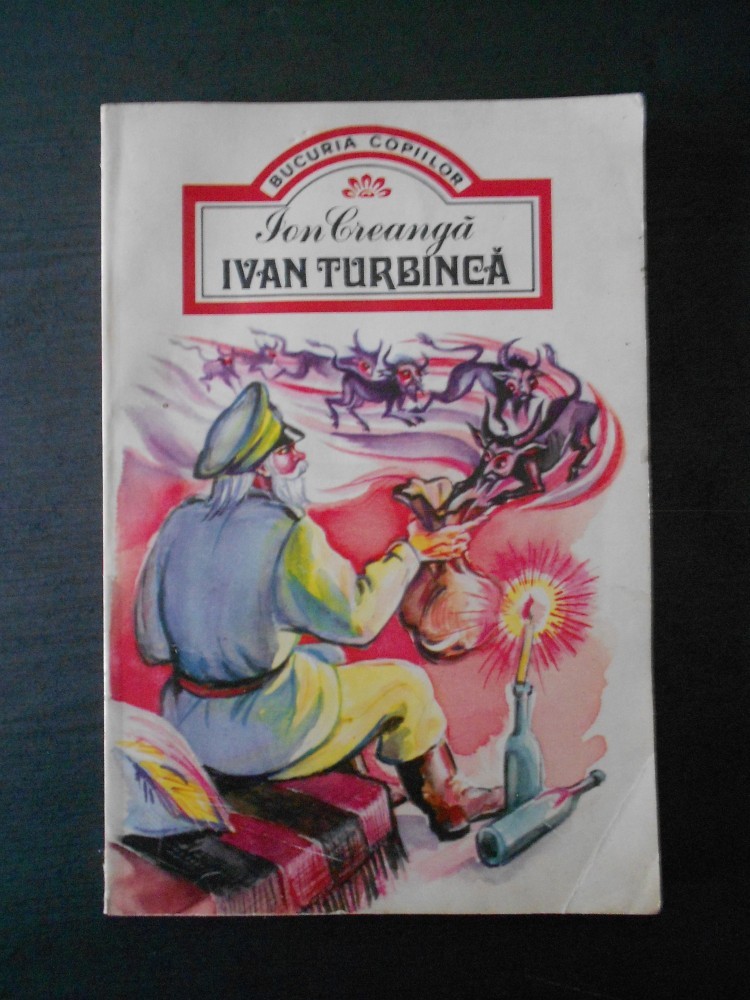 BUCURIA COPIILOR
Ion Creangă
IVAN TURBINCĂ